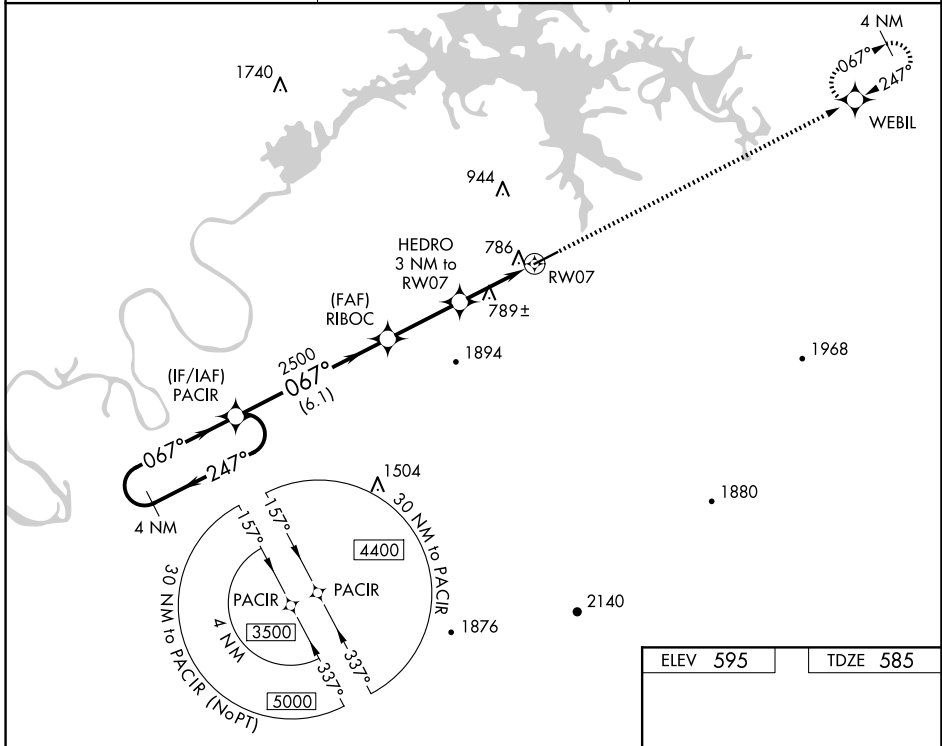 4 NM
067°
247°
WEBIL
1740
944
HEDRO
3 NM to
RW07
786
RW07
789±
(FAF)
RIBOC
1894
1968
2500
067°
(6.1)
(IF/IAF)
PACIR
067°
247°
4 NM
1504
1880
157°
157°
30 NM to PACIR
4400
PACIR
PACIR
3500
4 NM
337°
337°
5000
30 NM to PACIR (NoPT)
1876
2140
ELEV 595
TDZE 585